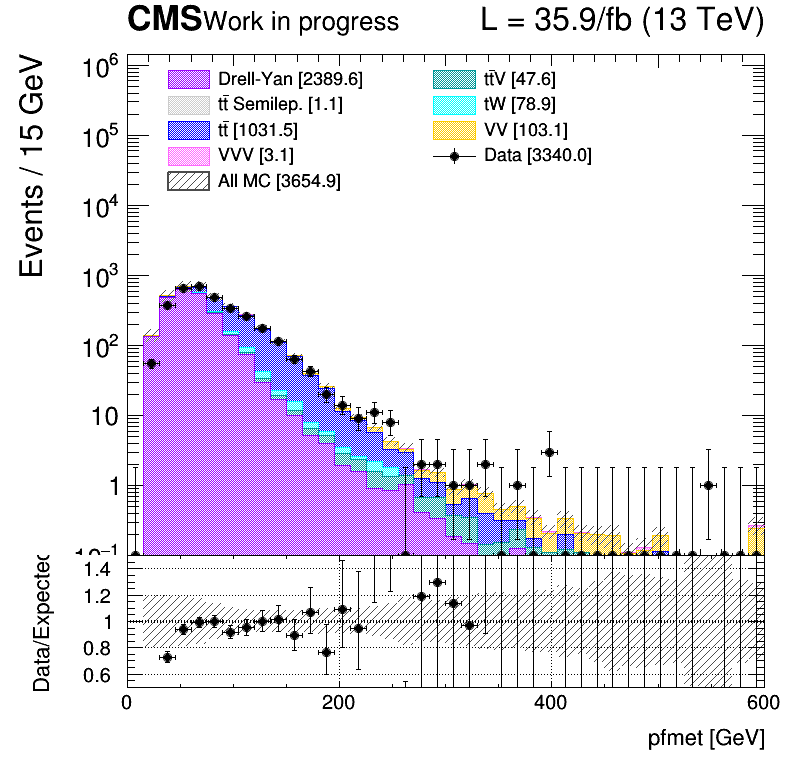 CMS Work in progress L = 35.9/fb (13 TeV)
Events / 15 GeV
10⁶
10⁵
10⁴
10³
10²
10
1
10⁻¹
Drell-Yan [2389.6]
tt̄ Semilep. [1.1]
tt̄ [1031.5]
VVV [3.1]
All MC [3654.9]
tt̄V [47.6]
tW [78.9]
VV [103.1]
Data [3340.0]
Data/Expected
1.4
1.2
1
0.8
0.6
0 200 400 600
pfmet [GeV]